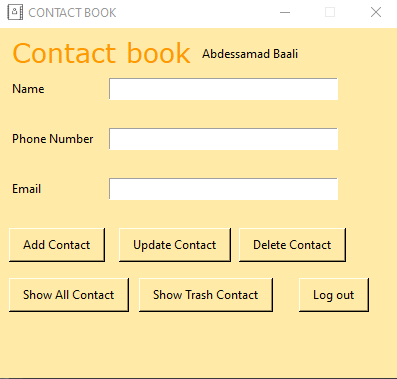 CONTACT BOOK
Contact book Abdessamad Baali
Name
Phone Number
Email
Add Contact Update Contact Delete Contact
Show All Contact Show Trash Contact Log out